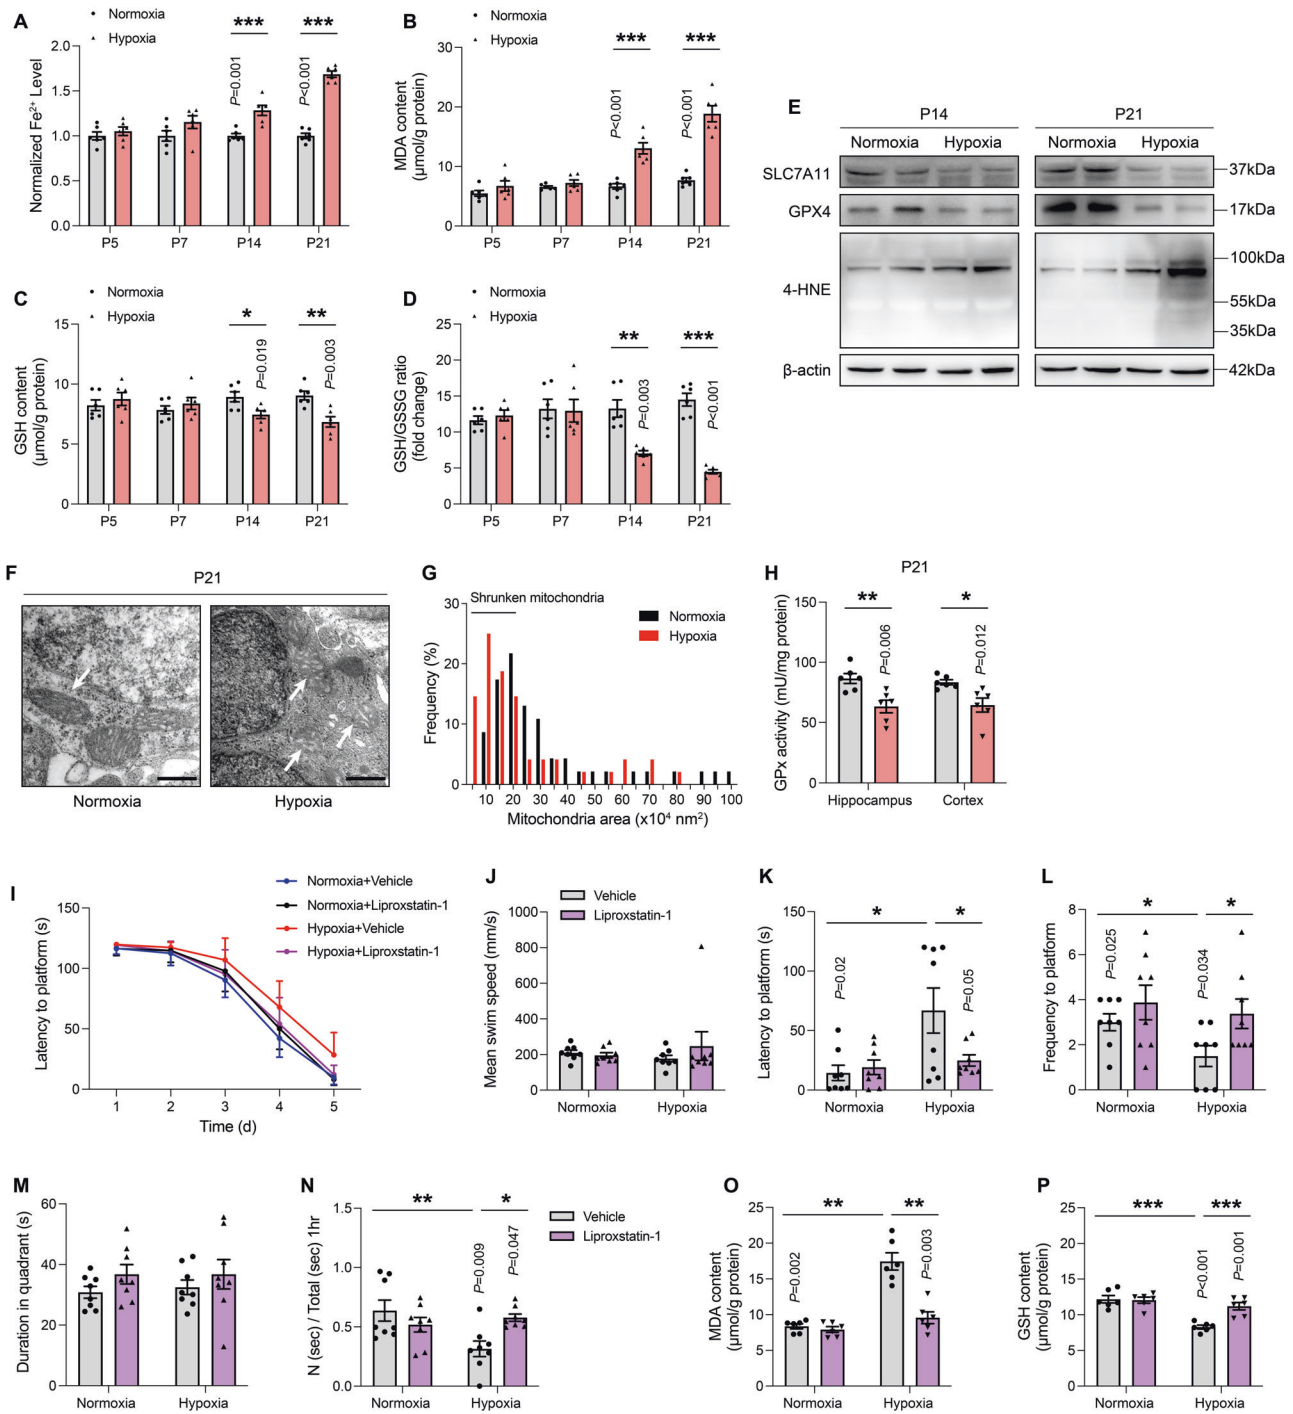 A
Normoxia
Hypoxia
***
***
P=0.001
P<0.001
Normalized Fe²⁺ Level
2.0
1.5
1.0
0.5
0.0
P5
P7
P14
P21
B
Normoxia
Hypoxia
***
***
P<0.001
P<0.001
MDA content
(μmol/g protein)
30
20
10
0
P5
P7
P14
P21
C
Normoxia
Hypoxia
*
**
P=0.019
P=0.003
GSH content
(μmol/g protein)
15
10
5
0
P5
P7
P14
P21
D
Normoxia
Hypoxia
**
***
P=0.003
P<0.001
GSH/GSSG ratio
(fold change)
25
20
15
10
5
0
P5
P7
P14
P21
E
P14
P21
Normoxia
Hypoxia
Normoxia
Hypoxia
SLC7A11
37kDa
GPX4
17kDa
4-HNE
100kDa
55kDa
35kDa
β-actin
42kDa
F
P21
Normoxia
Hypoxia
G
Shrunken mitochondria
Normoxia
Hypoxia
Frequency (%)
30
20
10
0
10
20
30
40
50
60
70
80
90
100
Mitochondria area (x10⁴ nm²)
H
P21
**
*
P=0.006
P=0.012
GPx activity (mU/mg protein)
150
100
50
0
Hippocampus
Cortex
I
Normoxia+Vehicle
Normoxia+Liproxstatin-1
Hypoxia+Vehicle
Hypoxia+Liproxstatin-1
Latency to platform (s)
150
100
50
0
1
2
3
4
5
Time (d)
J
Vehicle
Liproxstatin-1
Mean swim speed (mm/s)
1000
800
600
400
200
0
Normoxia
Hypoxia
K
*
*
P=0.02
P=0.05
Latency to platform (s)
150
100
50
0
Normoxia
Hypoxia
L
*
*
P=0.025
P=0.034
Frequency to platform
8
6
4
2
0
Normoxia
Hypoxia
M
Duration in quadrant (s)
60
40
20
0
Normoxia
Hypoxia
N
**
*
P=0.009
P=0.047
N (sec) / Total (sec) 1hr
1.5
1.0
0.5
0.0
Normoxia
Hypoxia
Vehicle
Liproxstatin-1
O
**
**
P=0.002
P=0.003
MDA content
(μmol/g protein)
25
20
15
10
5
0
Normoxia
Hypoxia
P
***
***
P<0.001
P=0.001
GSH content
(μmol/g protein)
25
20
15
10
5
0
Normoxia
Hypoxia